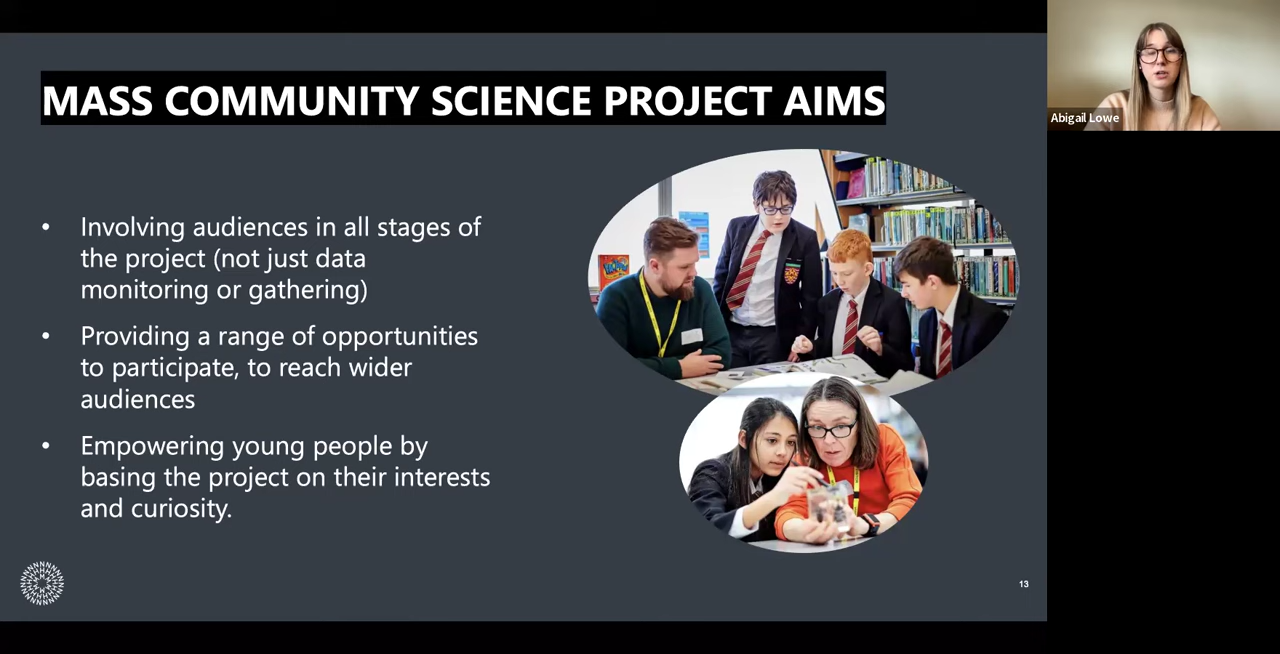 MASS COMMUNITY SCIENCE PROJECT AIMS
Abigail Lowe
• Involving audiences in all stages of
the project (not just data
monitoring or gathering)
• Providing a range of opportunities
to participate, to reach wider
audiences
• Empowering young people by
basing the project on their interests
and curiosity.
13